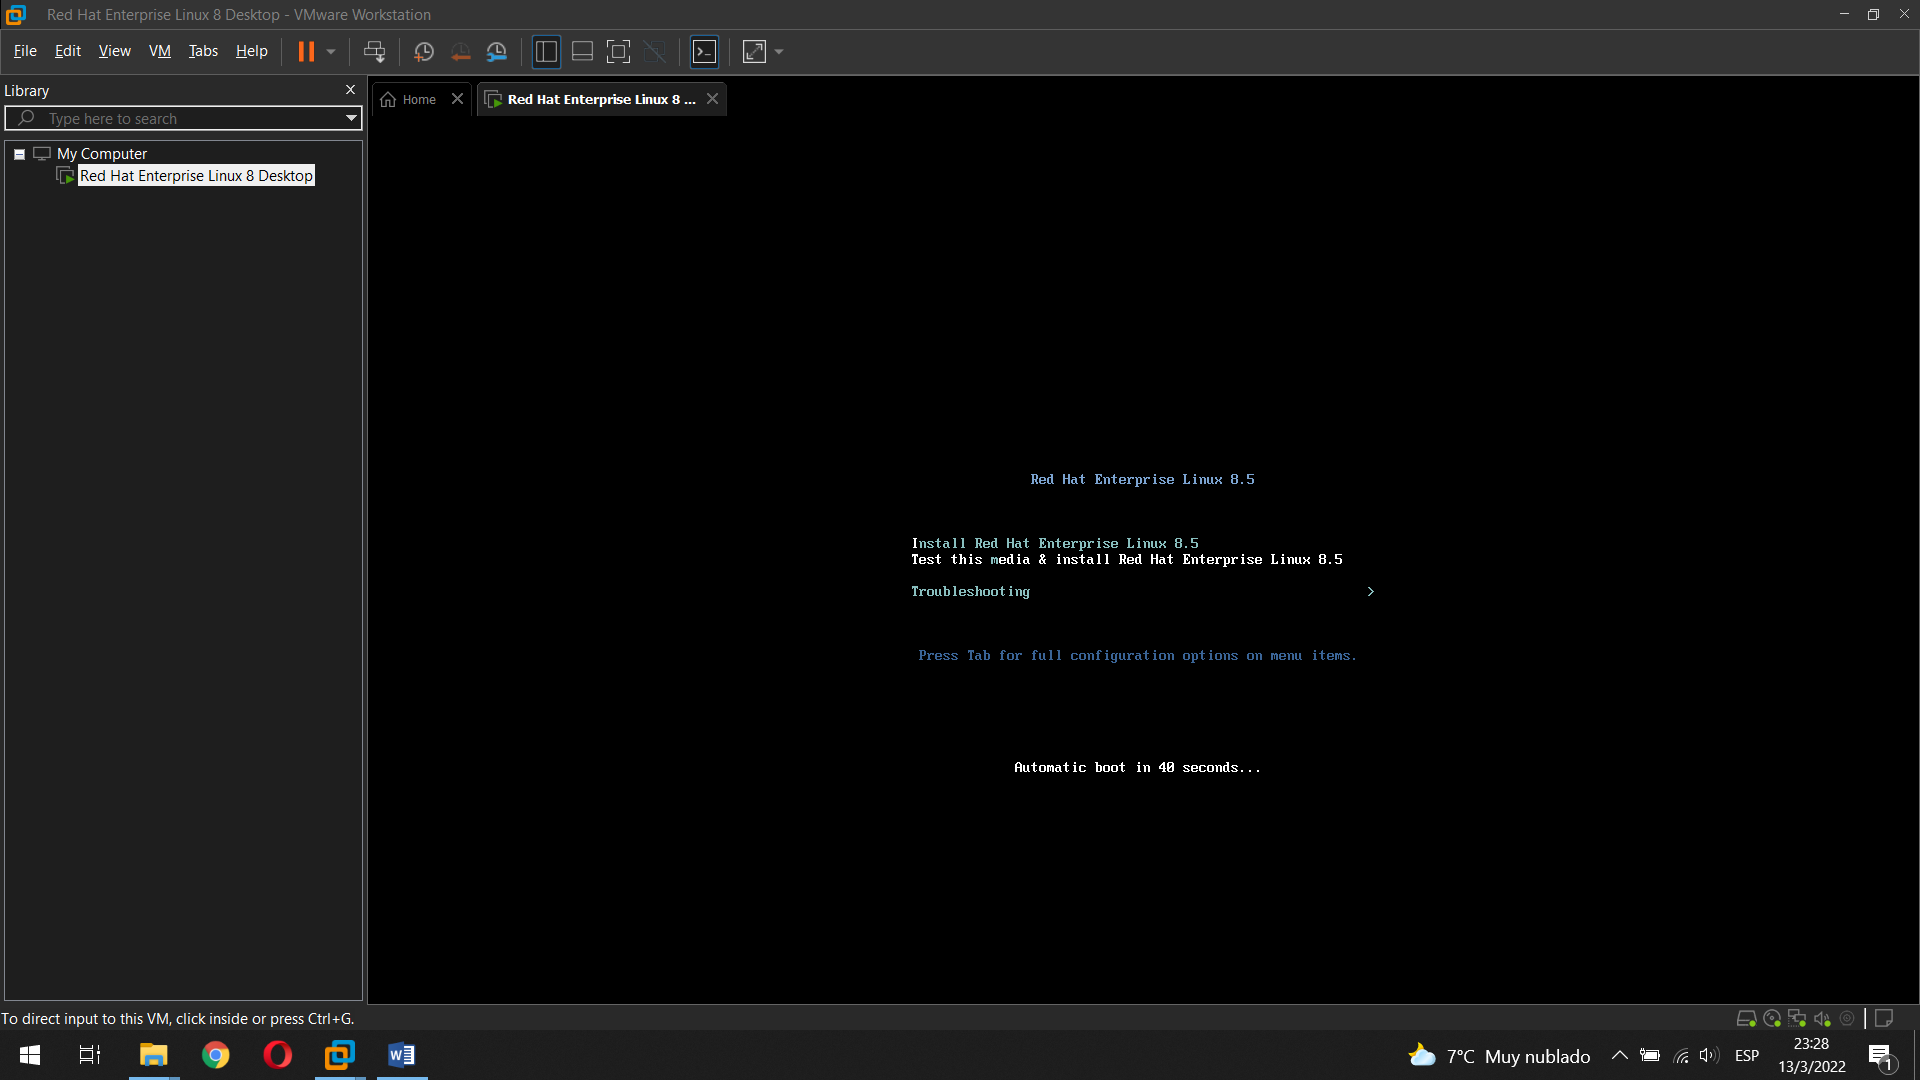 Red Hat Enterprise Linux 8 Desktop - VMware Workstation
File Edit View VM Tabs Help
Library
Type here to search
My Computer
Red Hat Enterprise Linux 8 Desktop
Home
Red Hat Enterprise Linux 8 ...
Red Hat Enterprise Linux 8.5
Install Red Hat Enterprise Linux 8.5
Test this media & install Red Hat Enterprise Linux 8.5
Troubleshooting >
Press Tab for full configuration options on menu items.
Automatic boot in 40 seconds...
To direct input to this VM, click inside or press Ctrl+G.
7°C Muy nublado
ESP
23:28
13/3/2022
1